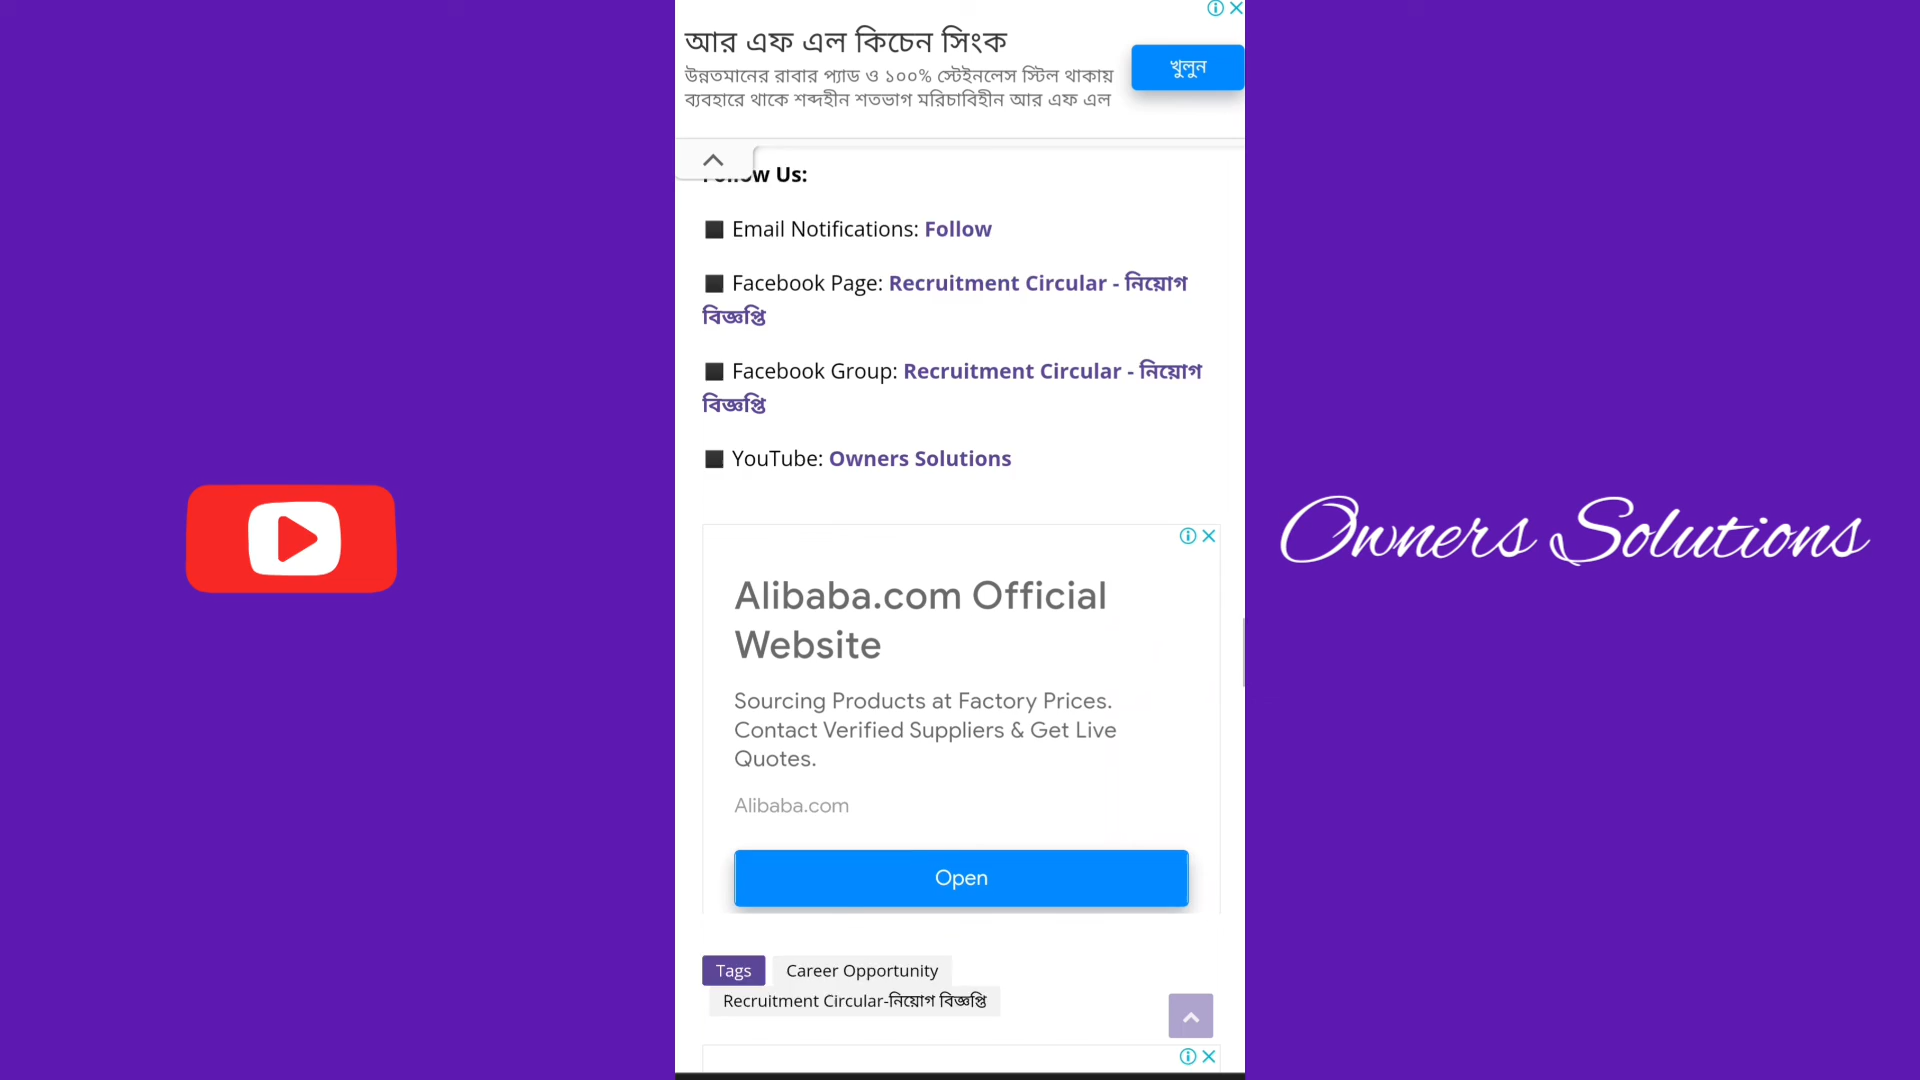 আর এফ এল কিচেন সিংক
উন্নতমানের রাবার প্যাড ও ১০০% স্টেইনলেস স্টিল থাকায়
ব্যবহারে থাকে শব্দহীন শতভাগ মরিচাবিহীন আর এফ এল
খুলুন
Follow Us:
Email Notifications: Follow
Facebook Page: Recruitment Circular - নিয়োগ
বিজ্ঞপ্তি
Facebook Group: Recruitment Circular - নিয়োগ
বিজ্ঞপ্তি
YouTube: Owners Solutions
Owners Solutions
Alibaba.com Official
Website
Sourcing Products at Factory Prices.
Contact Verified Suppliers & Get Live
Quotes.
Alibaba.com
Open
Tags Career Opportunity
Recruitment Circular-নিয়োগ বিজ্ঞপ্তি